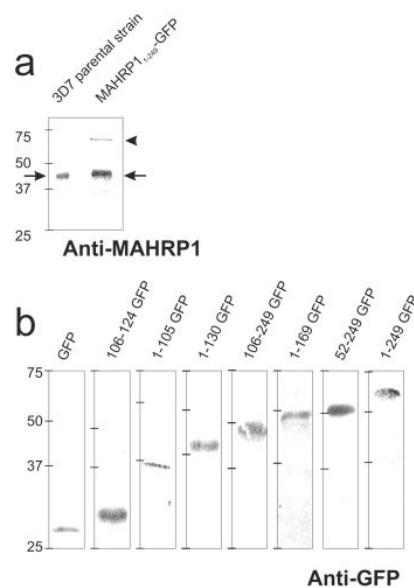 a
3D7 parental strain
MAHRP1₁₋₂₄₉-GFP
75
50
37
25
Anti-MAHRP1
b
GFP
106-124 GFP
1-105 GFP
1-130 GFP
106-249 GFP
1-169 GFP
52-249 GFP
1-249 GFP
75
50
37
25
Anti-GFP